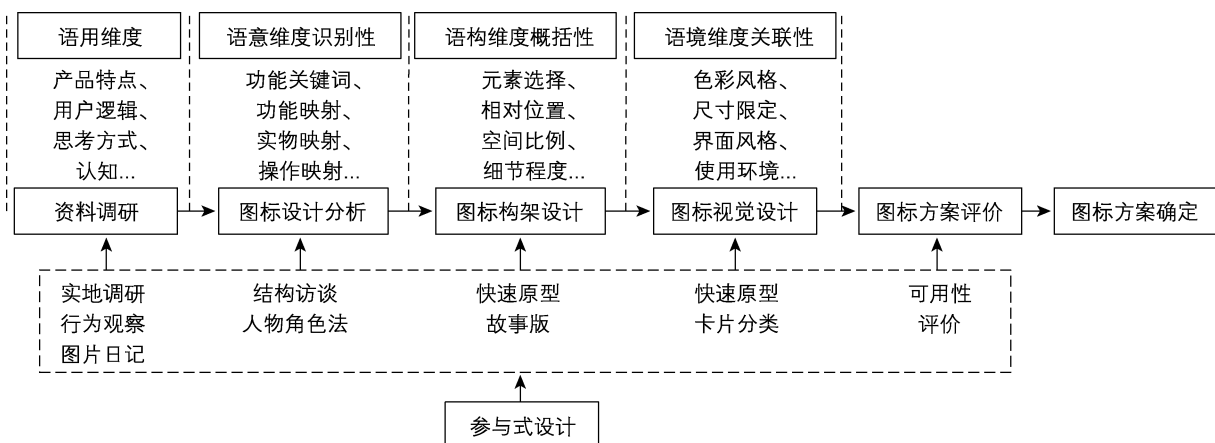 语用维度
语意维度识别性
语构维度概括性
语境维度关联性
产品特点、
用户逻辑、
思考方式、
认知...
功能关键词、
功能映射、
实物映射、
操作映射...
元素选择、
相对位置、
空间比例、
细节程度...
色彩风格、
尺寸限定、
界面风格、
使用环境...
资料调研
图标设计分析
图标构架设计
图标视觉设计
图标方案评价
图标方案确定
实地调研
行为观察
图片日记
结构访谈
人物角色法
快速原型
故事版
快速原型
卡片分类
可用性
评价
参与式设计